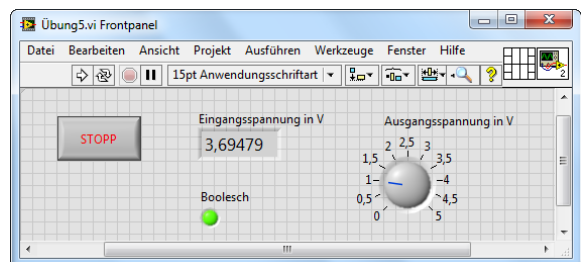 Übung5.vi Frontpanel
Datei Bearbeiten Ansicht Projekt Ausführen Werkzeuge Fenster Hilfe
15pt Anwendungsschriftart
2
STOPP
Eingangsspannung in V
3,69479
Boolesch
Ausgangsspannung in V
2 2,5 3
1,5 3,5
1 4
0,5 4,5
0 5